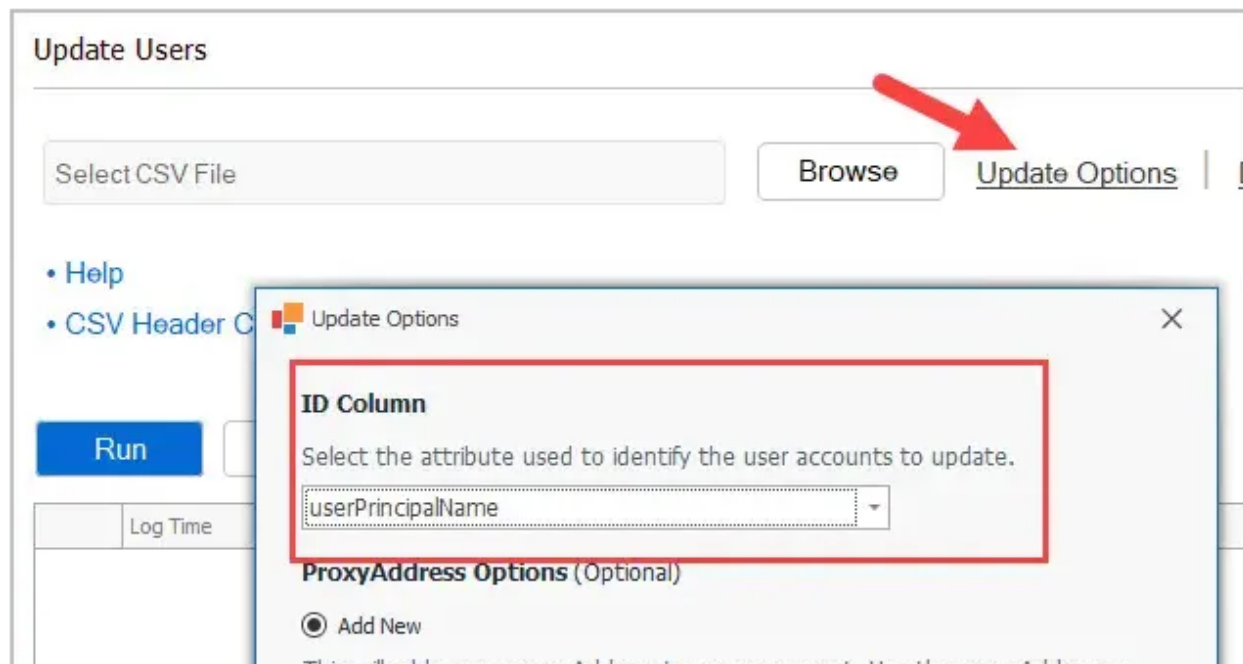 Update Users
Select CSV File
Browse
Update Options
• Help
• CSV Header C
Update Options
ID Column
Select the attribute used to identify the user accounts to update.
userPrincipalName
Run
Log Time
ProxyAddress Options (Optional)
Add New